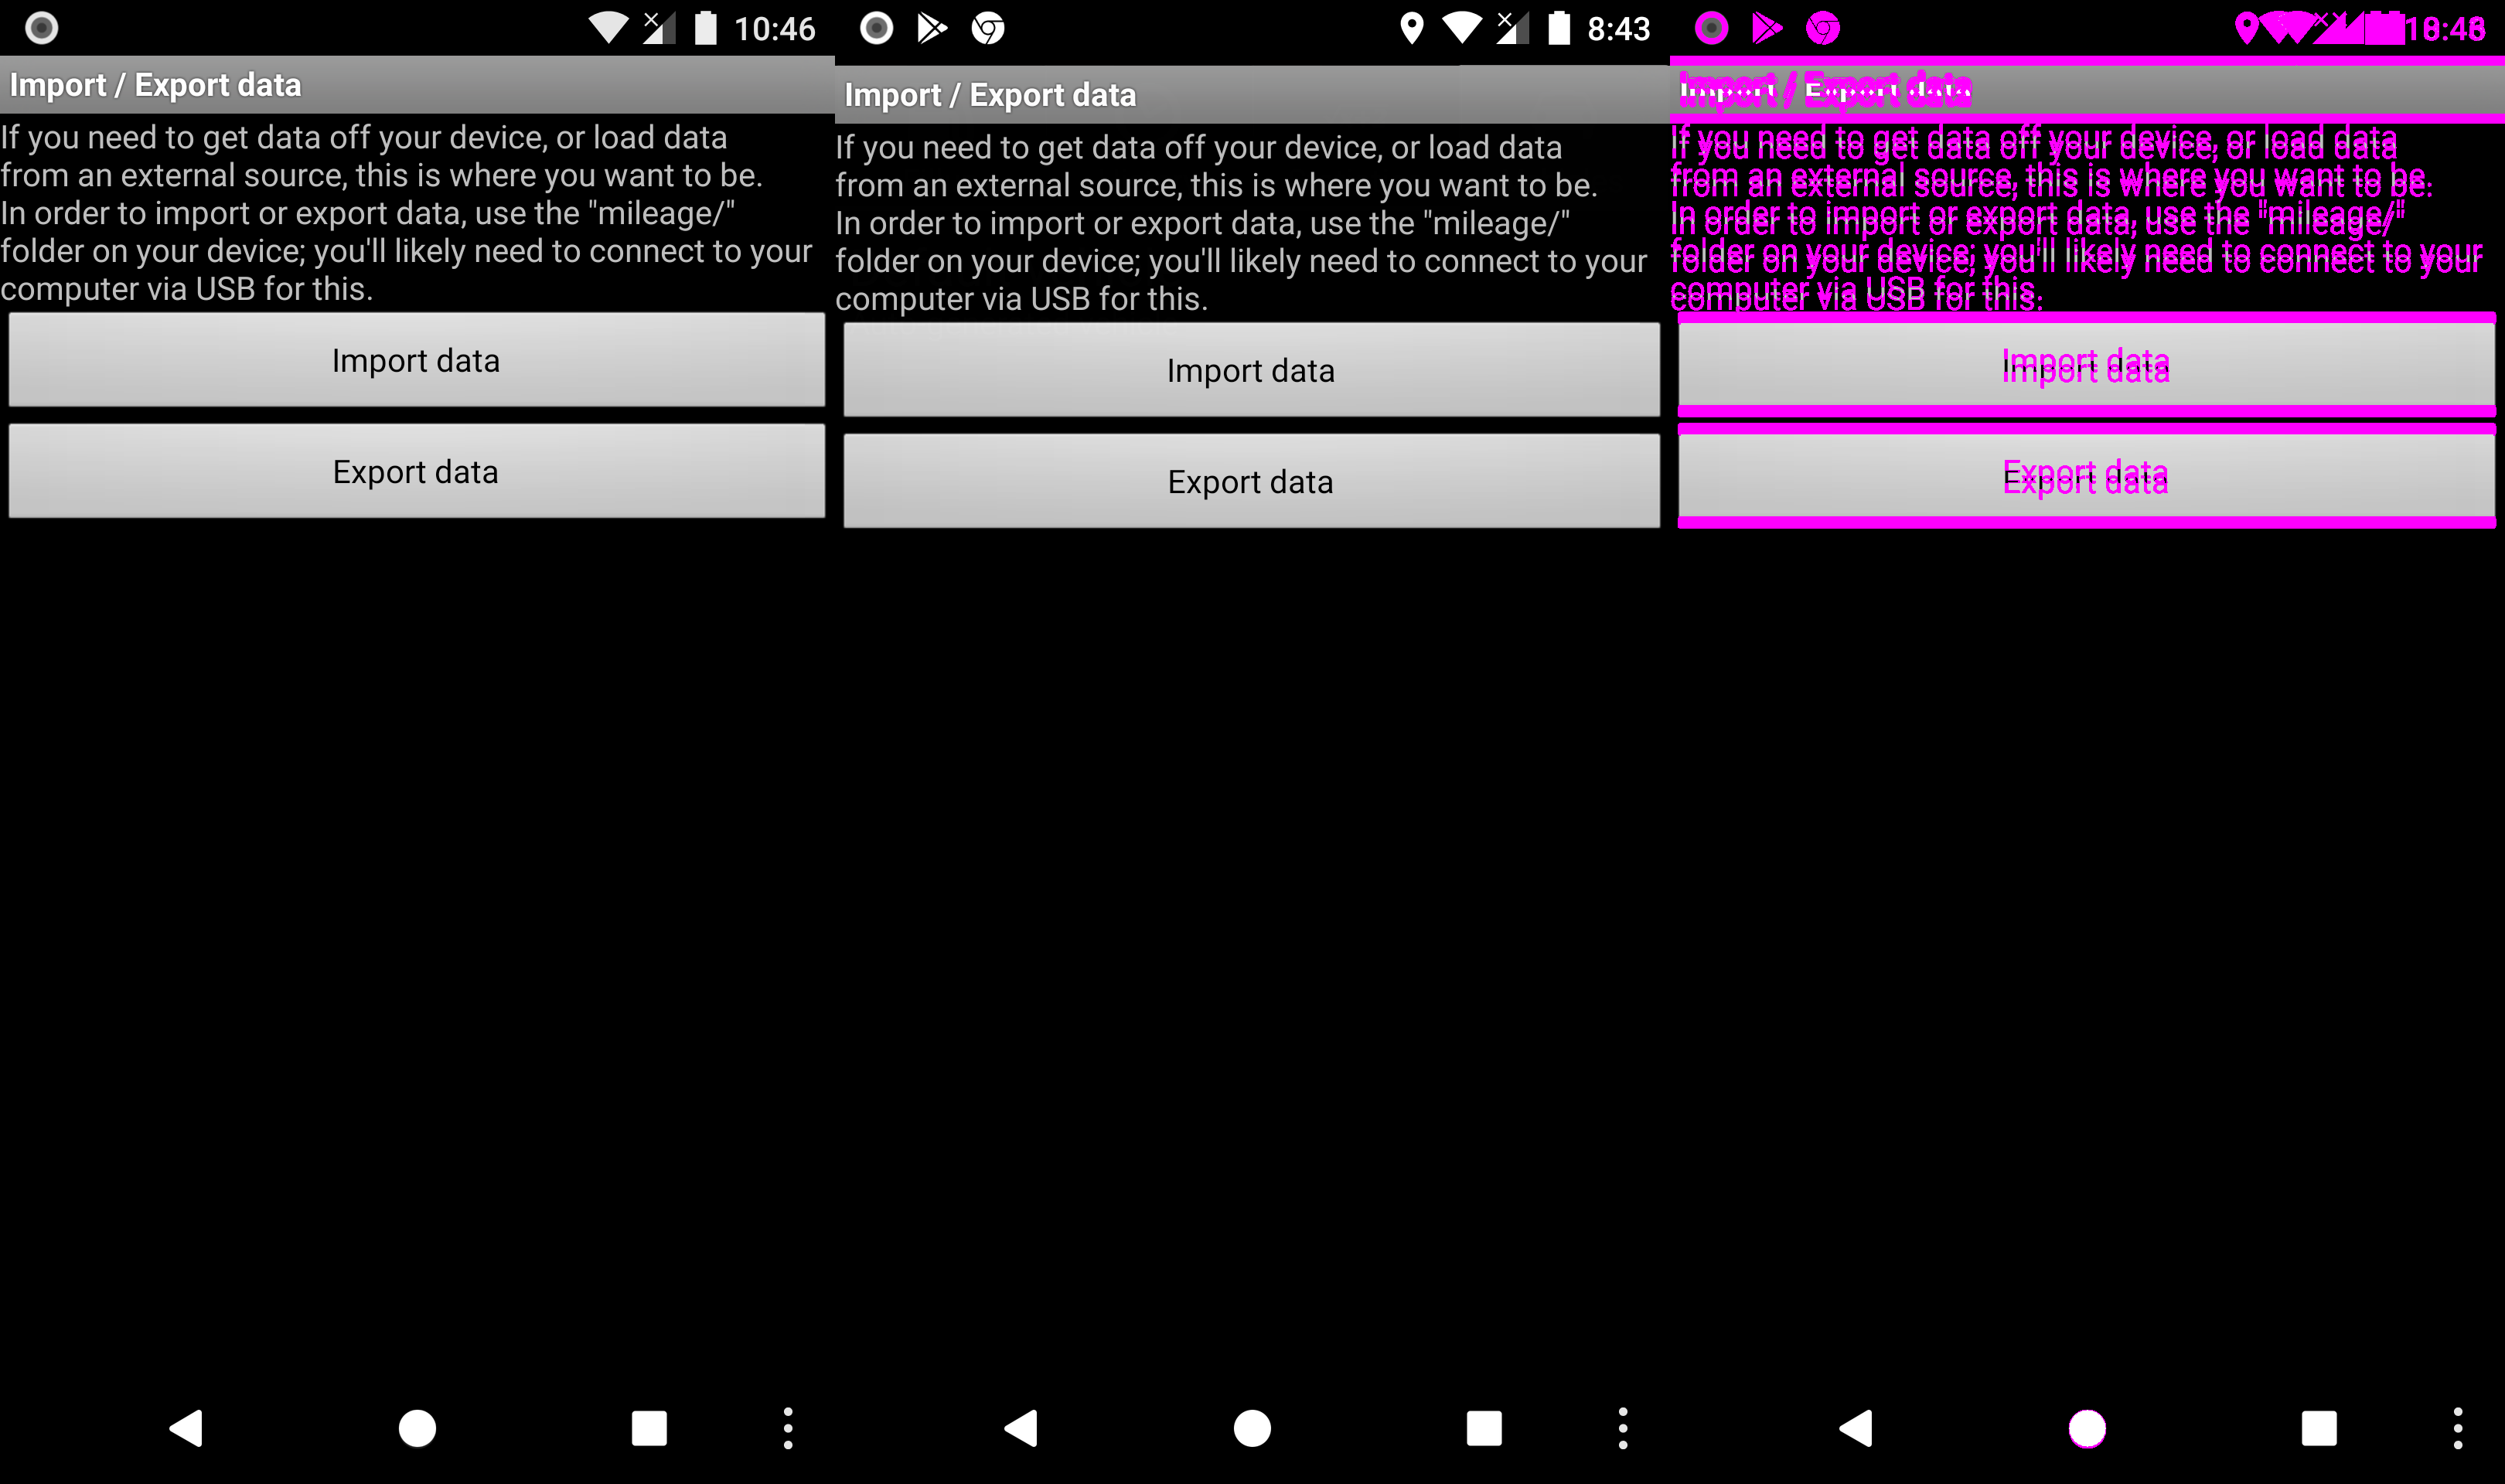 10:46
Import / Export data
If you need to get data off your device, or load data
from an external source, this is where you want to be.
In order to import or export data, use the "mileage/"
folder on your device; you'll likely need to connect to your
computer via USB for this.
Import data
Export data
8:43
Import / Export data
If you need to get data off your device, or load data
from an external source, this is where you want to be.
In order to import or export data, use the "mileage/"
folder on your device; you'll likely need to connect to your
computer via USB for this.
Import data
Export data
Import / Export data
If you need to get data off your device, or load data
from an external source, this is where you want to be.
In order to import or export data, use the "mileage/"
folder on your device; you'll likely need to connect to your
computer via USB for this.
Import data
Export data